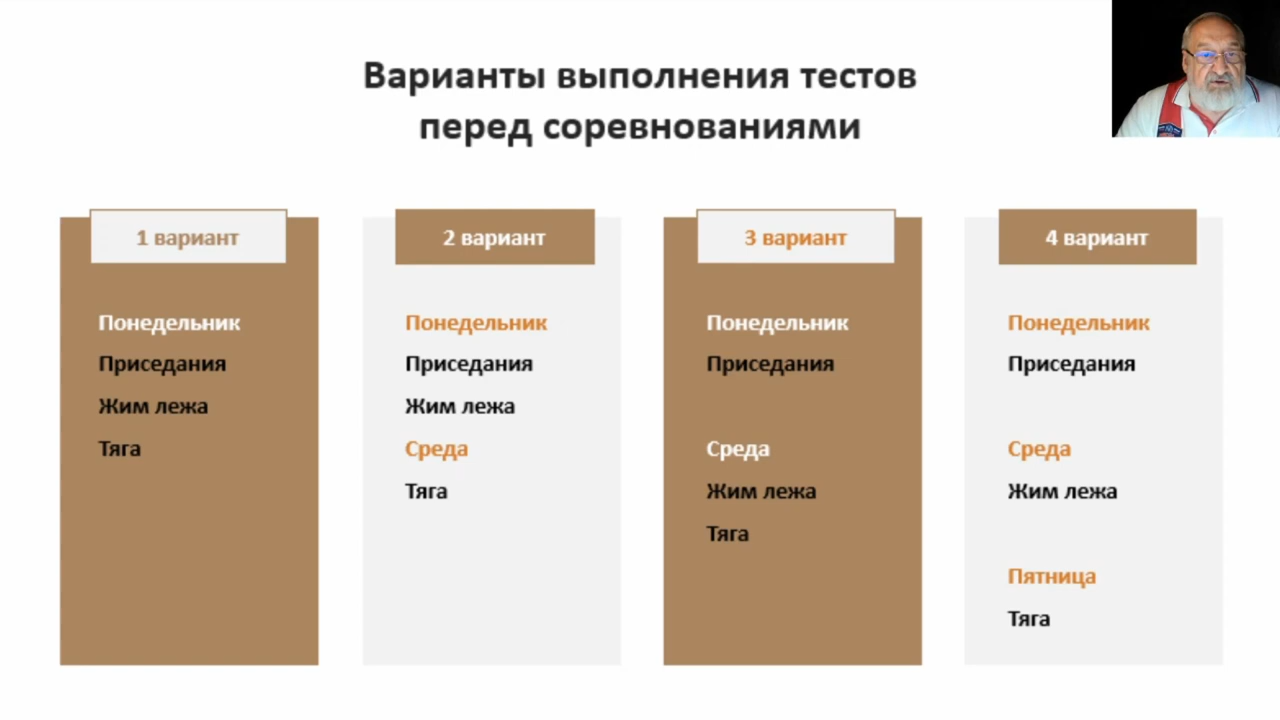 Варианты выполнения тестов
перед соревнованиями
1 вариант
Понедельник
Приседания
Жим лежа
Тяга
2 вариант
Понедельник
Приседания
Жим лежа
Среда
Тяга
3 вариант
Понедельник
Приседания
Среда
Жим лежа
Тяга
4 вариант
Понедельник
Приседания
Среда
Жим лежа
Пятница
Тяга